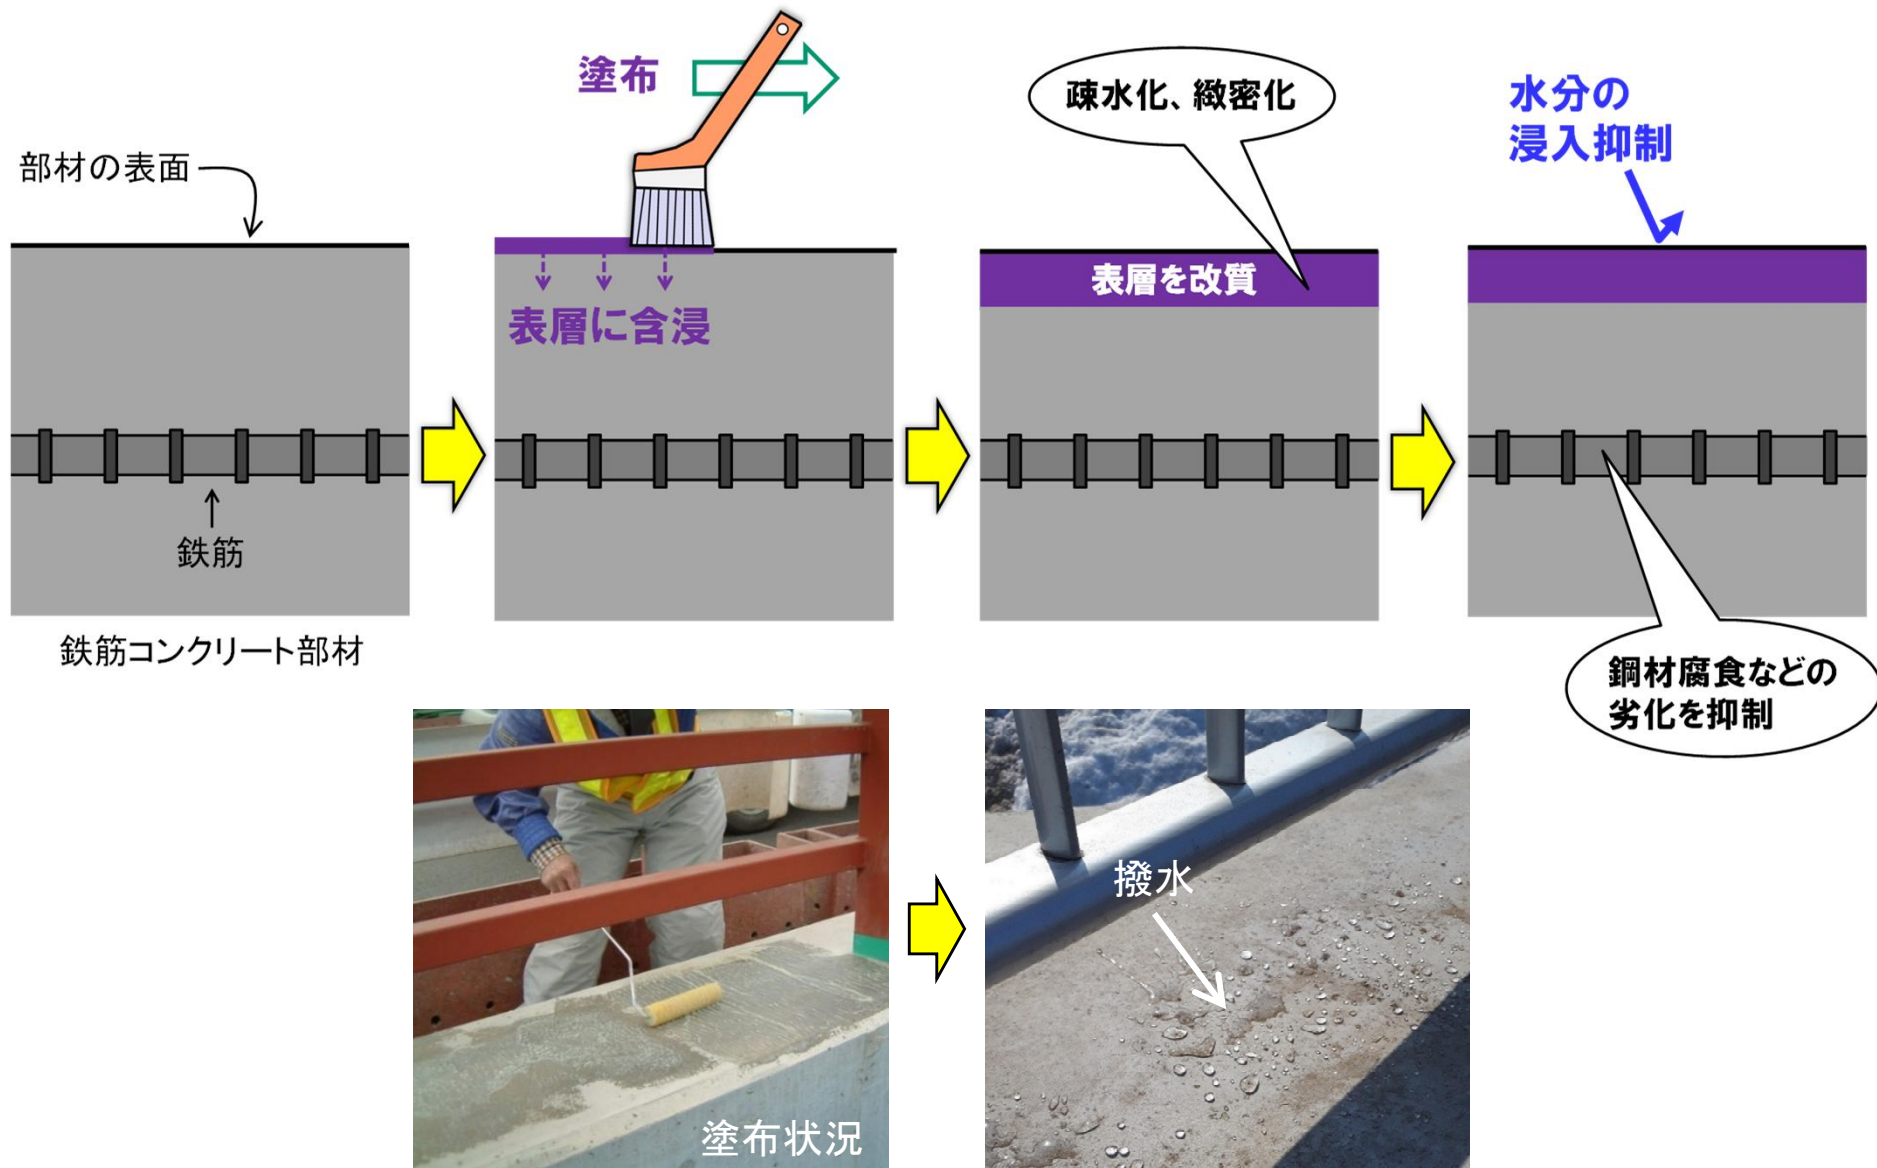 塗布
疎水化、緻密化
水分の
浸入抑制
部材の表面
表層に含浸
表層を改質
鉄筋
鉄筋コンクリート部材
鋼材腐食などの
劣化を抑制
撥水
塗布状況